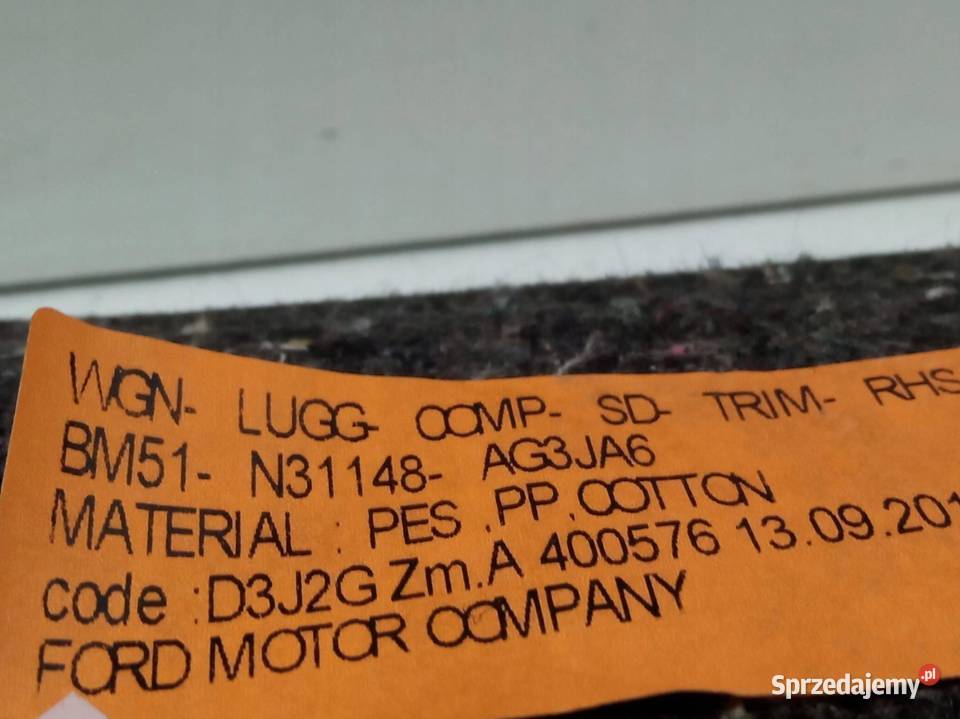 WGN- LUGG- COMP- SD- TRIM- RHS
BM51- N31148- AG3JA6
MATERIAL : PES .PP.COTTON
code :D3J2G Zm.A 400576 13.09.201
FORD MOTOR COMPANY
Sprzedajemy.pl